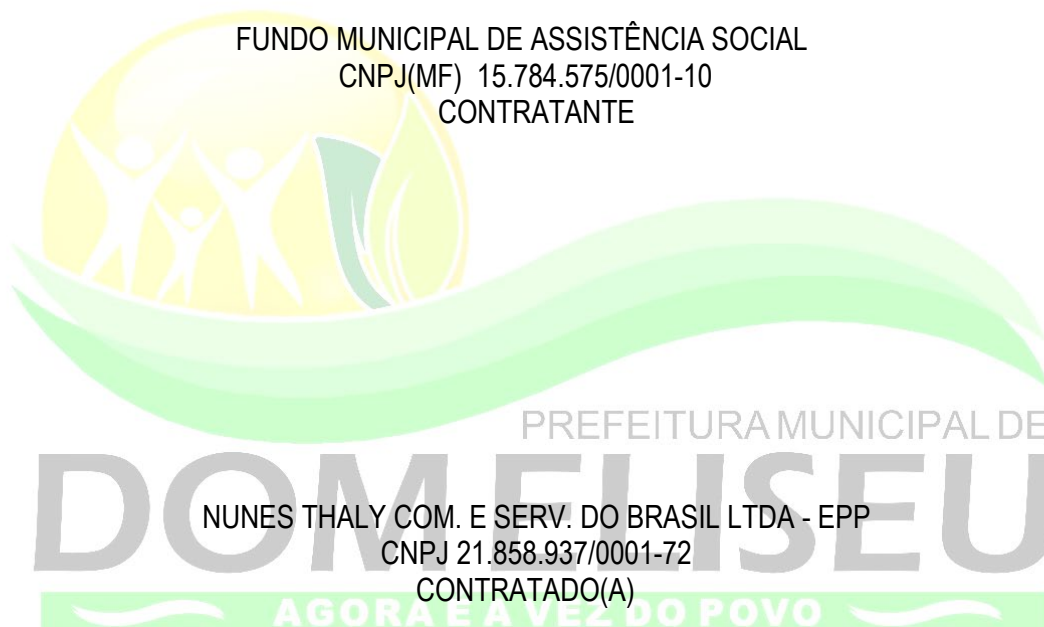 FUNDO MUNICIPAL DE ASSISTÊNCIA SOCIAL
CNPJ(MF) 15.784.575/0001-10
CONTRATANTE
PREFEITURA MUNICIPAL DE
DOM ELISEU
NUNES THALY COM. E SERV. DO BRASIL LTDA - EPP
CNPJ 21.858.937/0001-72
CONTRATADO(A)
AGORA É A VEZ DO POVO